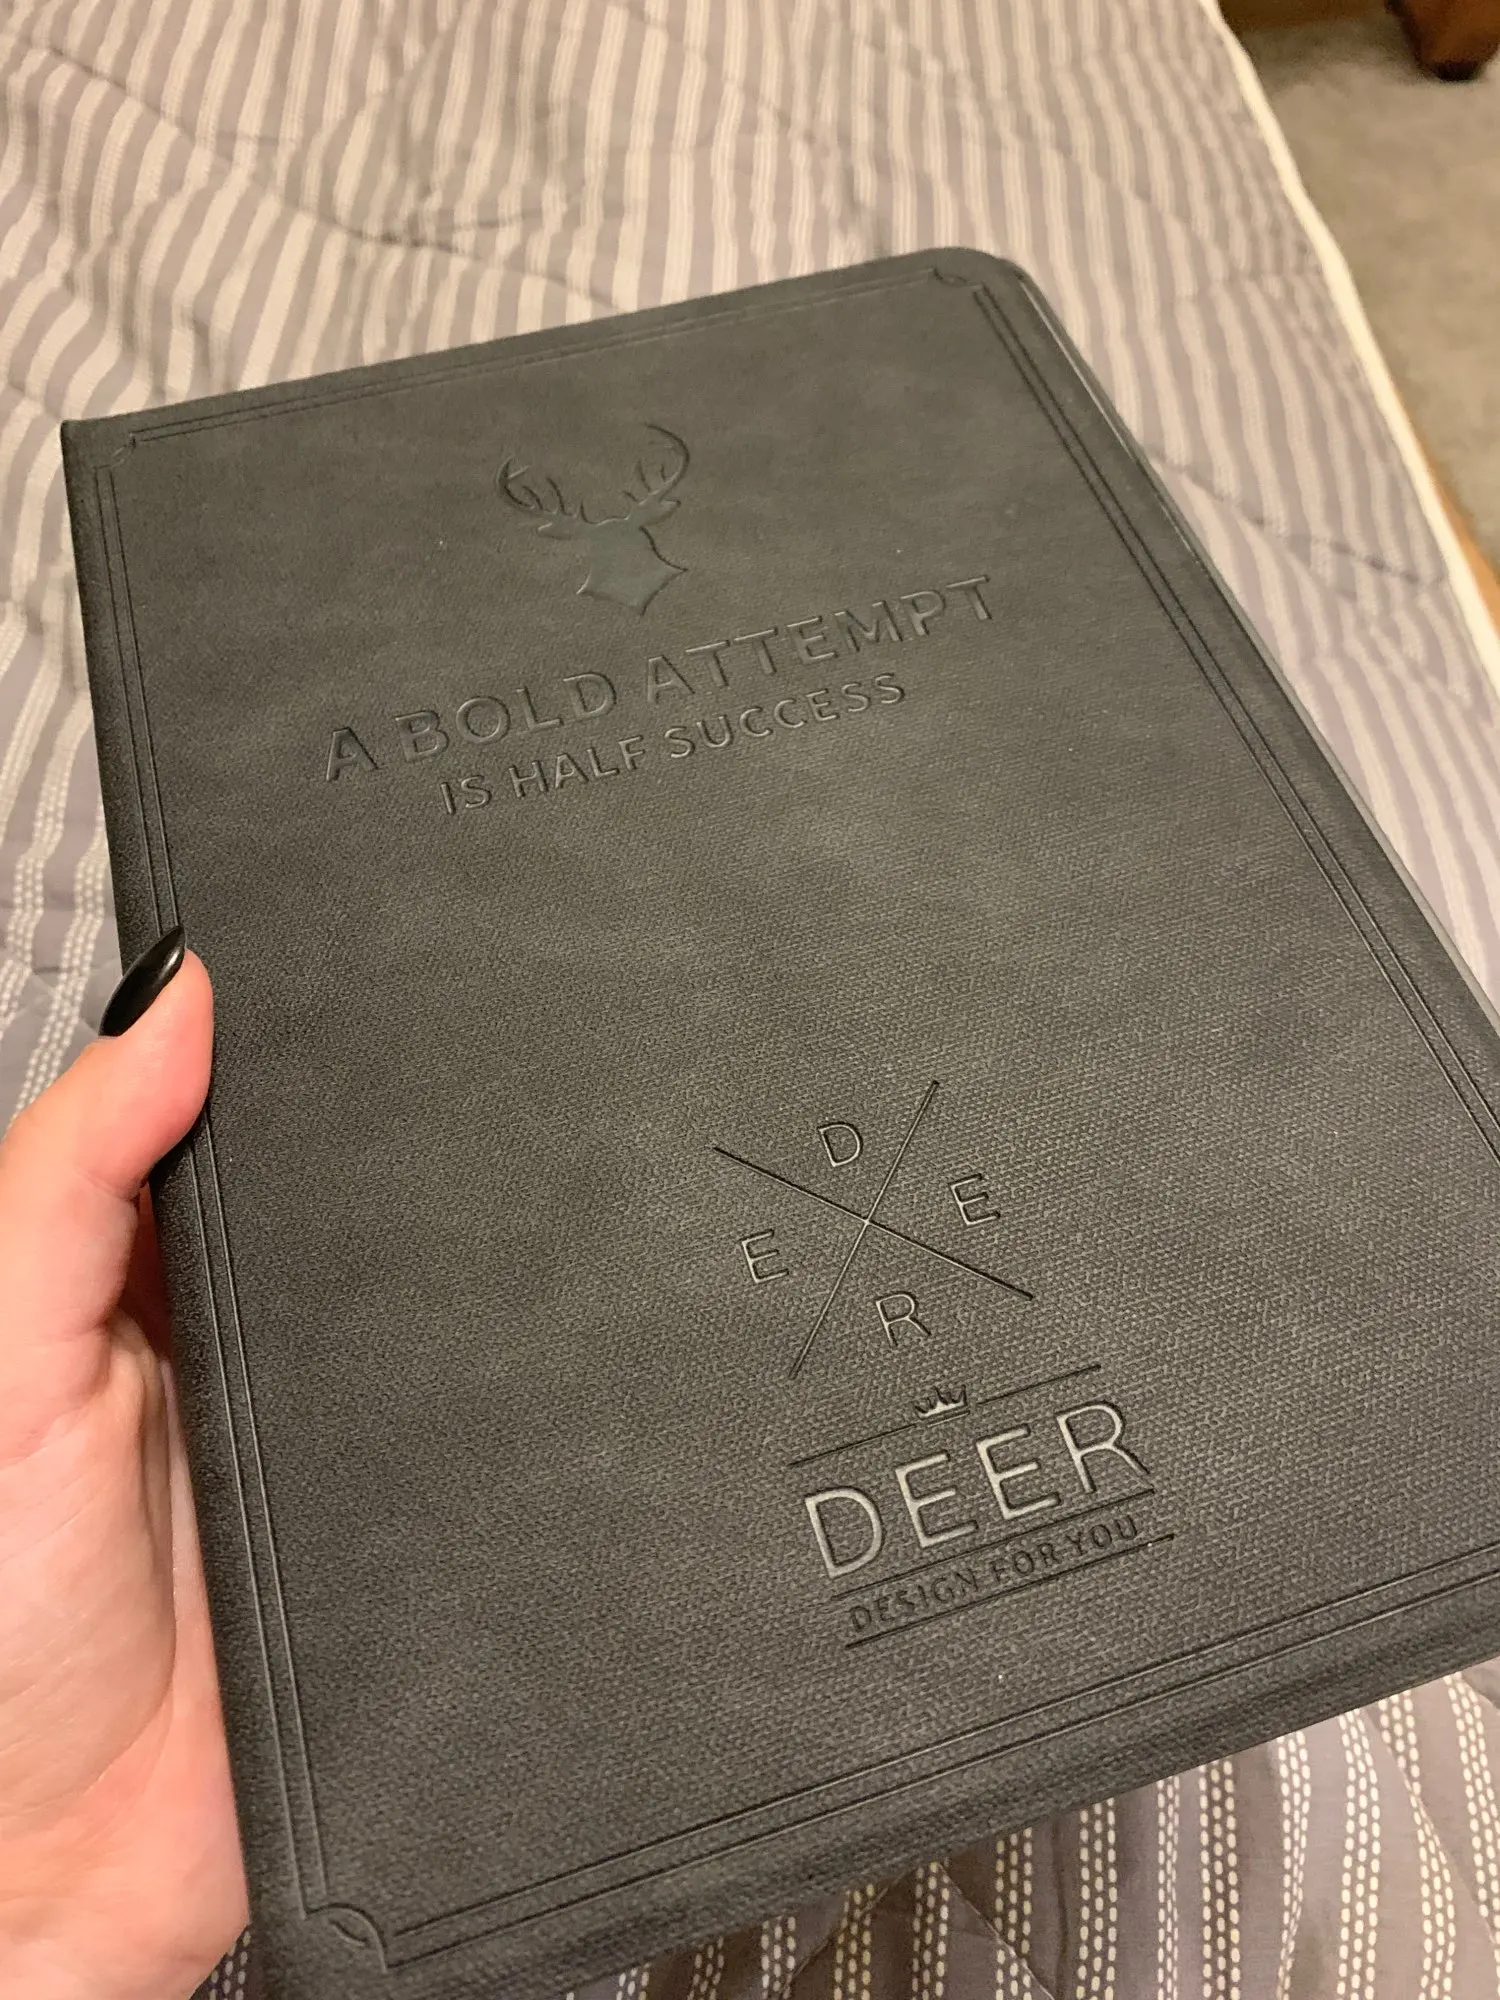 A BOLD ATTEMPT
IS HALF SUCCESS
D
E E
R
DEER
DESIGN FOR YOU